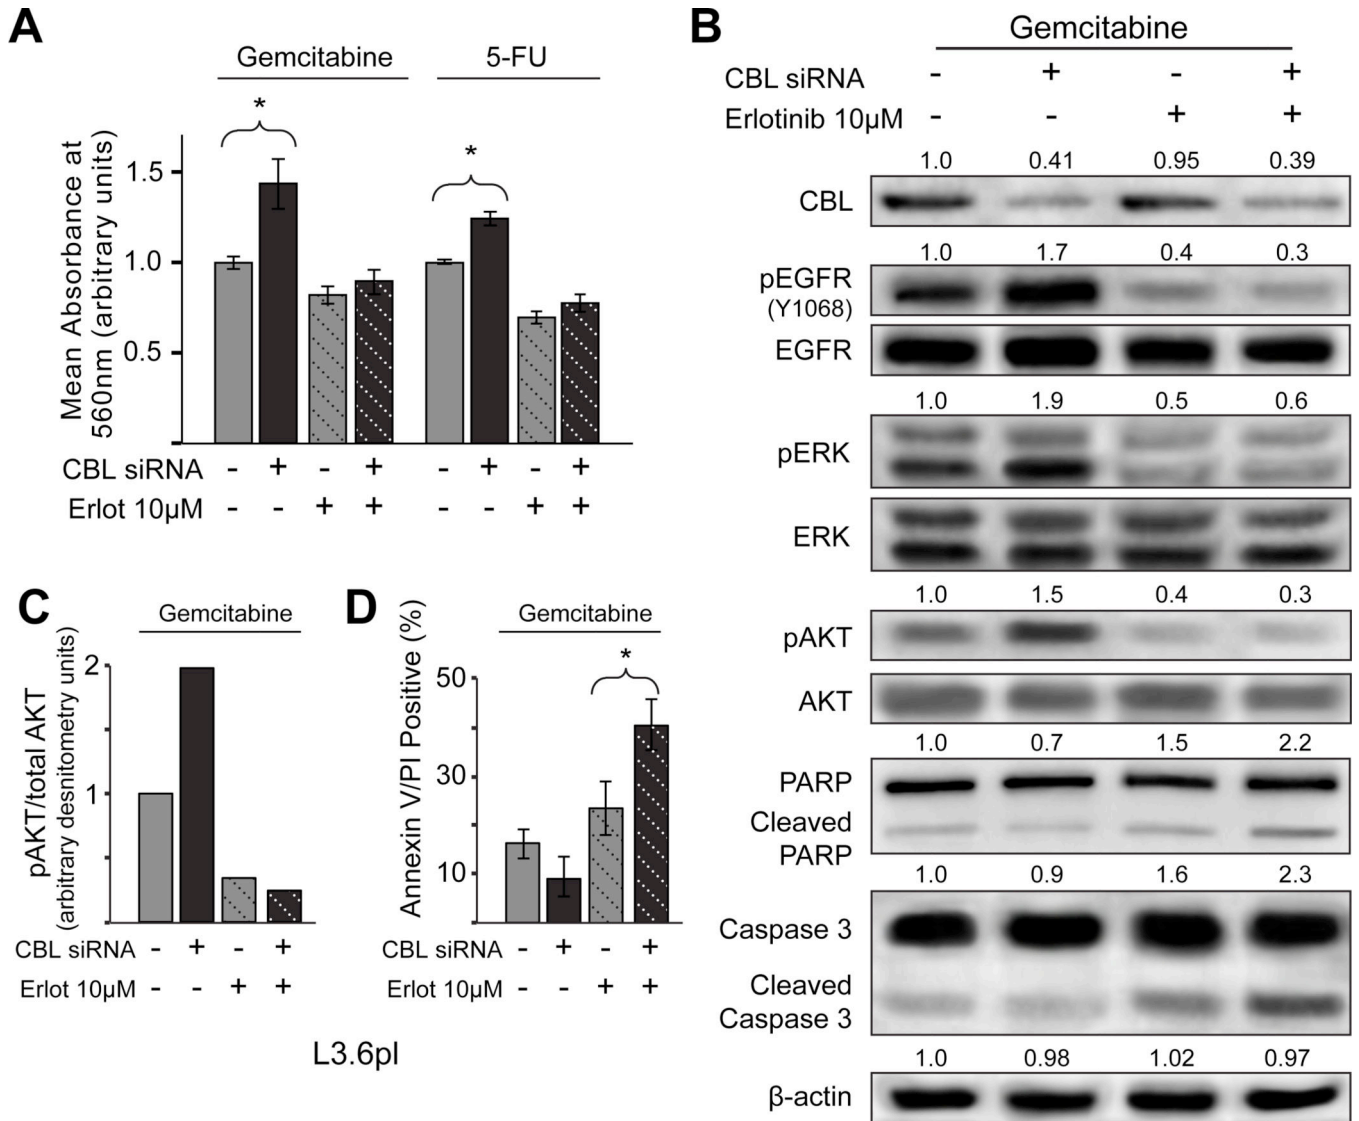 A
Gemcitabine
5-FU
*
*
Mean Absorbance at
560nm (arbitrary units)
1.5
1.0
0.5
CBL siRNA - + - + - + - +
Erlot 10µM - - + + - - + +
B
Gemcitabine
CBL siRNA - + - +
Erlotinib 10µM - - + +
1.0 0.41 0.95 0.39
CBL
1.0 1.7 0.4 0.3
pEGFR
(Y1068)
EGFR
1.0 1.9 0.5 0.6
pERK
ERK
1.0 1.5 0.4 0.3
pAKT
AKT
1.0 0.7 1.5 2.2
PARP
Cleaved
PARP
1.0 0.9 1.6 2.3
Caspase 3
Cleaved
Caspase 3
1.0 0.98 1.02 0.97
β-actin
C
Gemcitabine
pAKT/total AKT
(arbitrary desnitometry units)
2
1
CBL siRNA - + - +
Erlot 10µM - - + +
D
Gemcitabine
Annexin V/PI Positive (%)
*
50
30
10
CBL siRNA - + - +
Erlot 10µM - - + +
L3.6pl